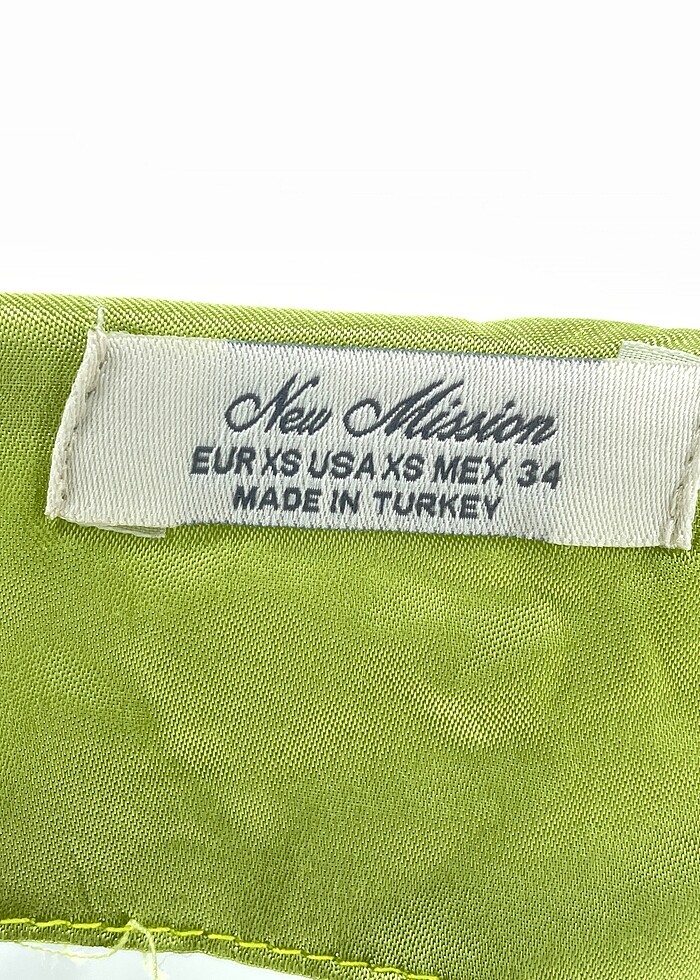 New Mission
EUR XS USA XS MEX 34
MADE IN TURKEY